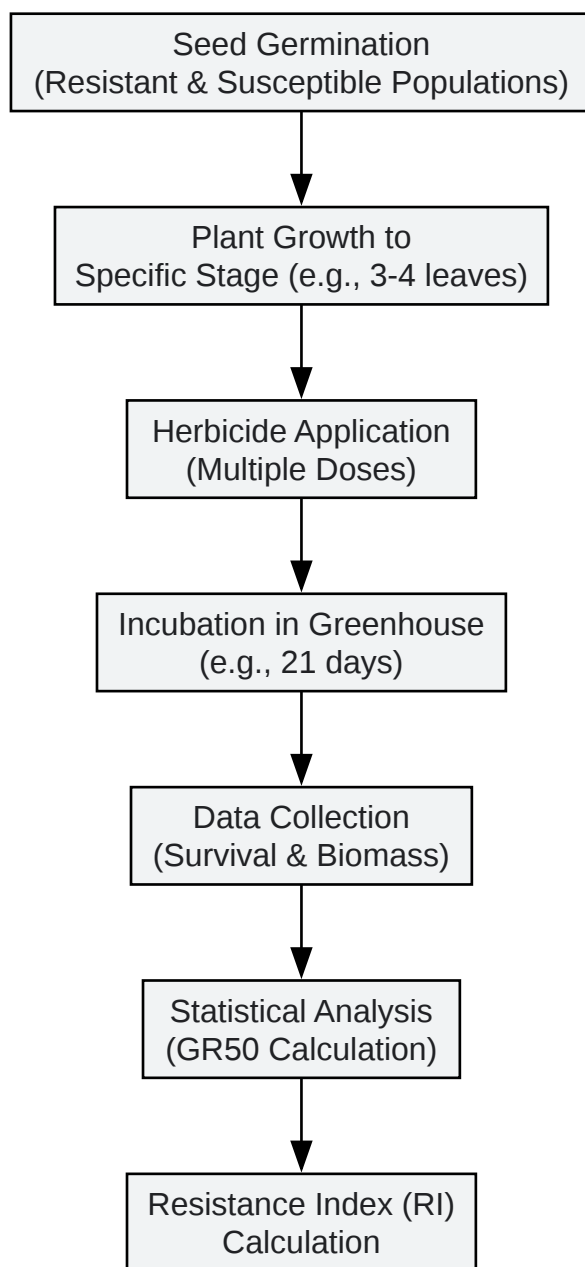 Seed Germination
(Resistant & Susceptible Populations)
Plant Growth to
Specific Stage (e.g., 3-4 leaves)
Herbicide Application
(Multiple Doses)
Incubation in Greenhouse
(e.g., 21 days)
Data Collection
(Survival & Biomass)
Statistical Analysis
(GR50 Calculation)
Resistance Index (RI)
Calculation